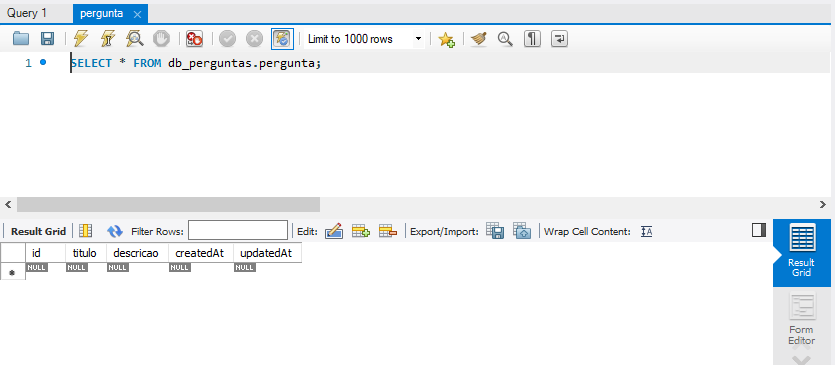 Query 1 pergunta
Limit to 1000 rows
1 SELECT * FROM db_perguntas.pergunta;
Result Grid Filter Rows: Edit: Export/Import: Wrap Cell Content: IA
id titulo descricao createdAt updatedAt
* NULL NULL NULL NULL NULL
Result
Grid
Form
Editor